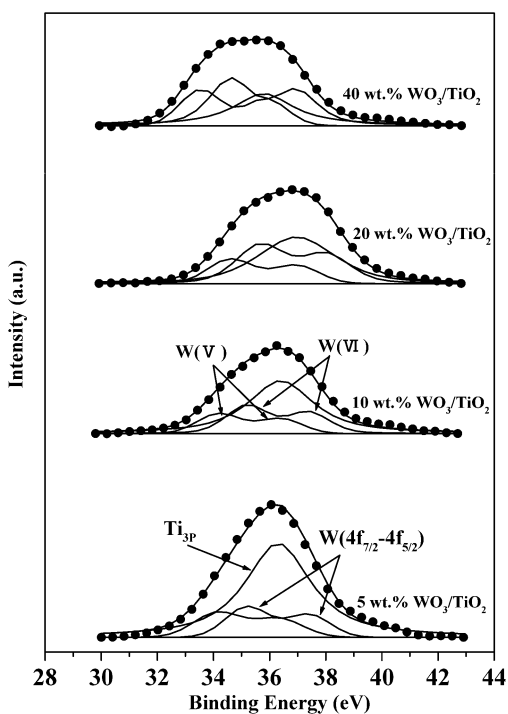 40 wt.% WO3/TiO2
20 wt.% WO3/TiO2
W(Ⅴ) W(Ⅵ)
10 wt.% WO3/TiO2
Ti3P
W(4f7/2-4f5/2)
5 wt.% WO3/TiO2
Intensity (a.u.)
28 30 32 34 36 38 40 42 44
Binding Energy (eV)